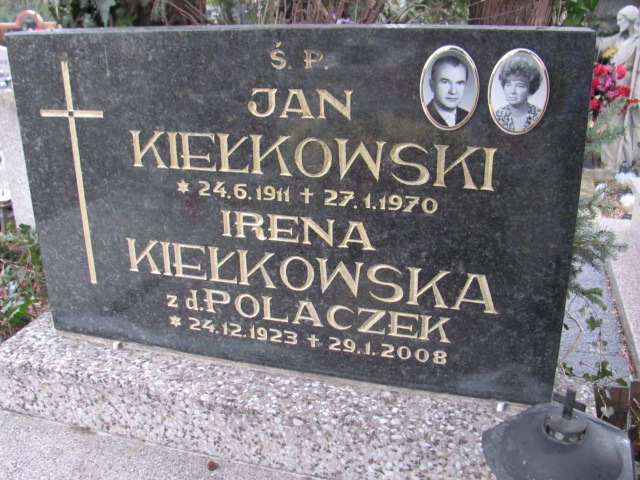 Ś. P.
JAN
KIEŁKOWSKI
* 24.6.1911 + 27.1.1970
IRENA
KIEŁKOWSKA
z d. POLACZEK
* 24.12.1923 + 29.1.2008